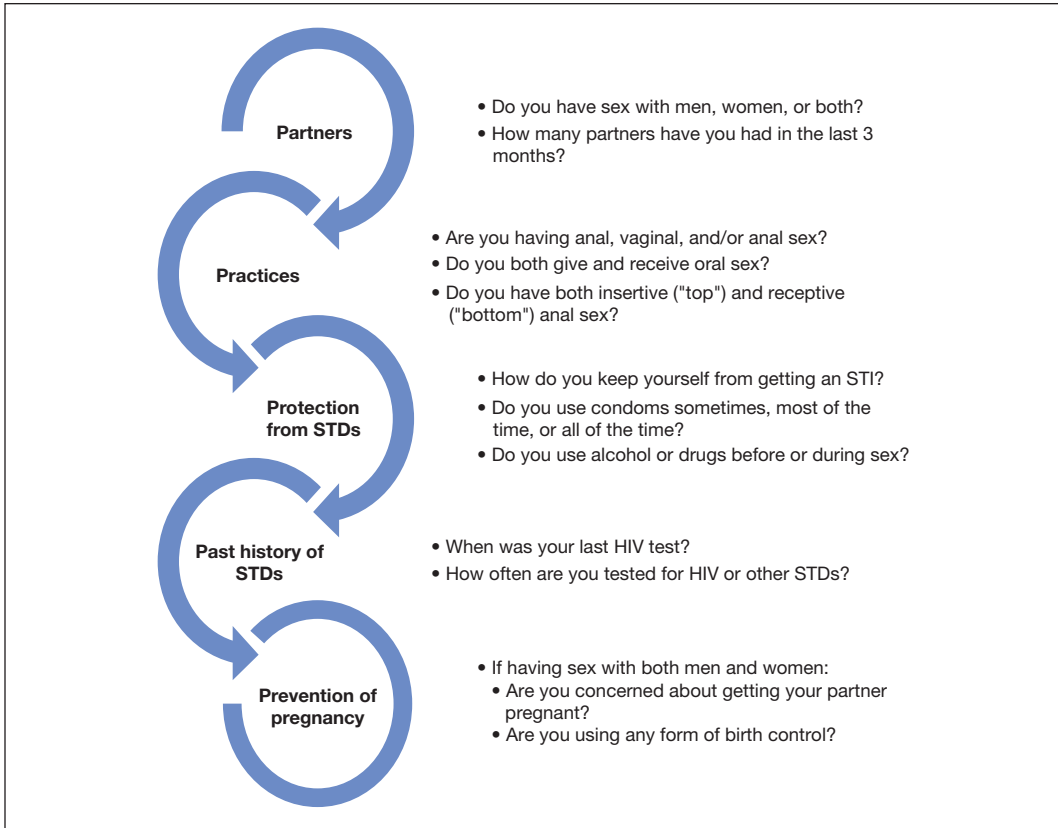 Partners
• Do you have sex with men, women, or both?
• How many partners have you had in the last 3
months?
Practices
• Are you having anal, vaginal, and/or anal sex?
• Do you both give and receive oral sex?
• Do you have both insertive ("top") and receptive
("bottom") anal sex?
Protection
from STDs
• How do you keep yourself from getting an STI?
• Do you use condoms sometimes, most of the
time, or all of the time?
• Do you use alcohol or drugs before or during sex?
Past history of
STDs
• When was your last HIV test?
• How often are you tested for HIV or other STDs?
Prevention of
pregnancy
• If having sex with both men and women:
• Are you concerned about getting your partner
pregnant?
• Are you using any form of birth control?